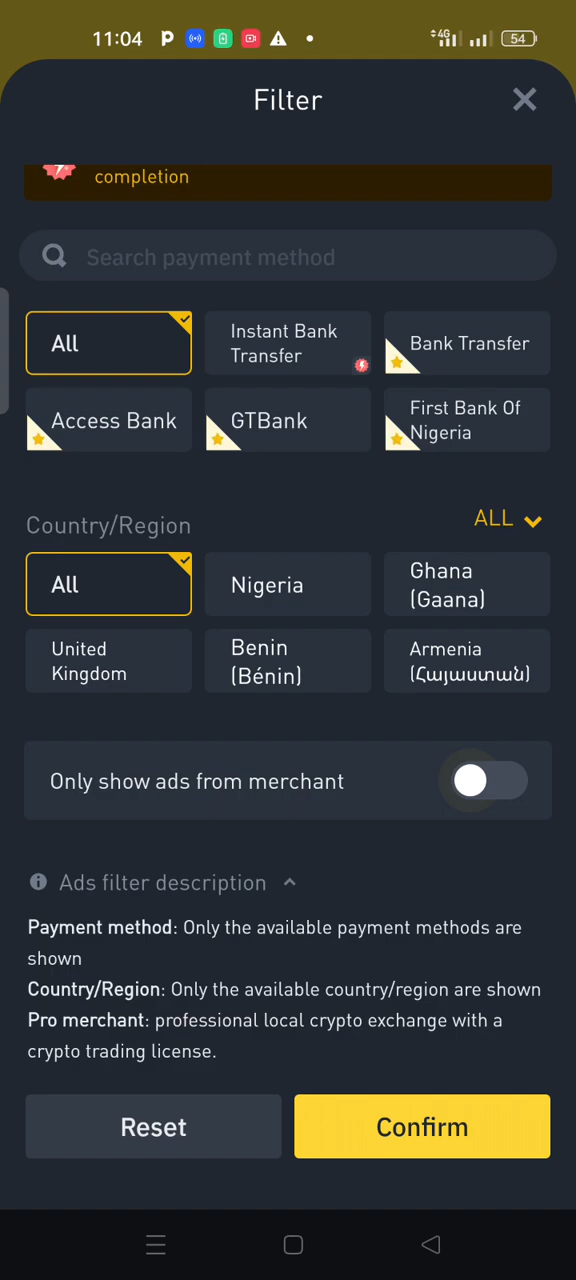 11:04
4G
54
Filter
completion
Search payment method
All
Instant Bank
Transfer
Bank Transfer
Access Bank
GTBank
First Bank Of
Nigeria
Country/Region
ALL
All
Nigeria
Ghana
(Gaana)
United
Kingdom
Benin
(Bénin)
Armenia
(Հայաստան)
Only show ads from merchant
Ads filter description
Payment method: Only the available payment methods are
shown
Country/Region: Only the available country/region are shown
Pro merchant: professional local crypto exchange with a
crypto trading license.
Reset
Confirm